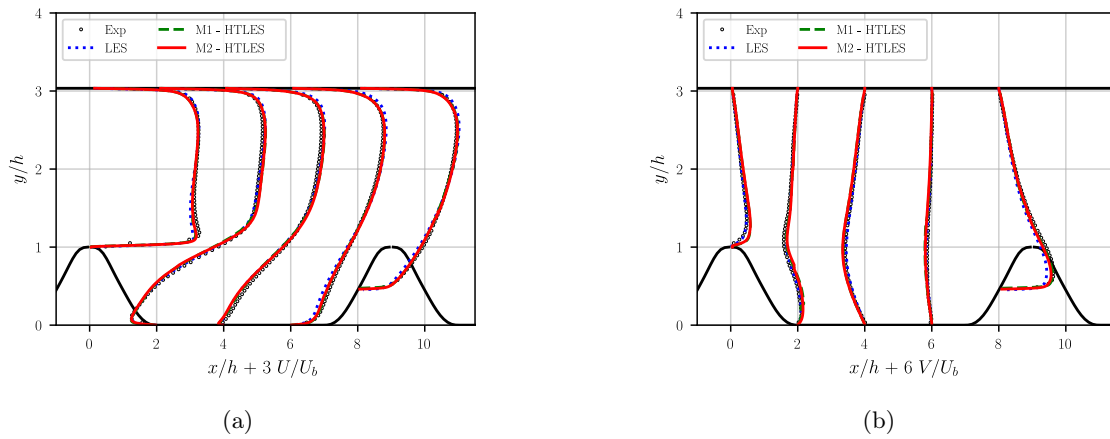 Exp
LES
M1 - HTLES
M2 - HTLES
4
3
2
1
0
y/h
0 2 4 6 8 10
x/h + 3 U/U_b
(a)
Exp
LES
M1 - HTLES
M2 - HTLES
4
3
2
1
0
y/h
0 2 4 6 8 10
x/h + 6 V/U_b
(b)